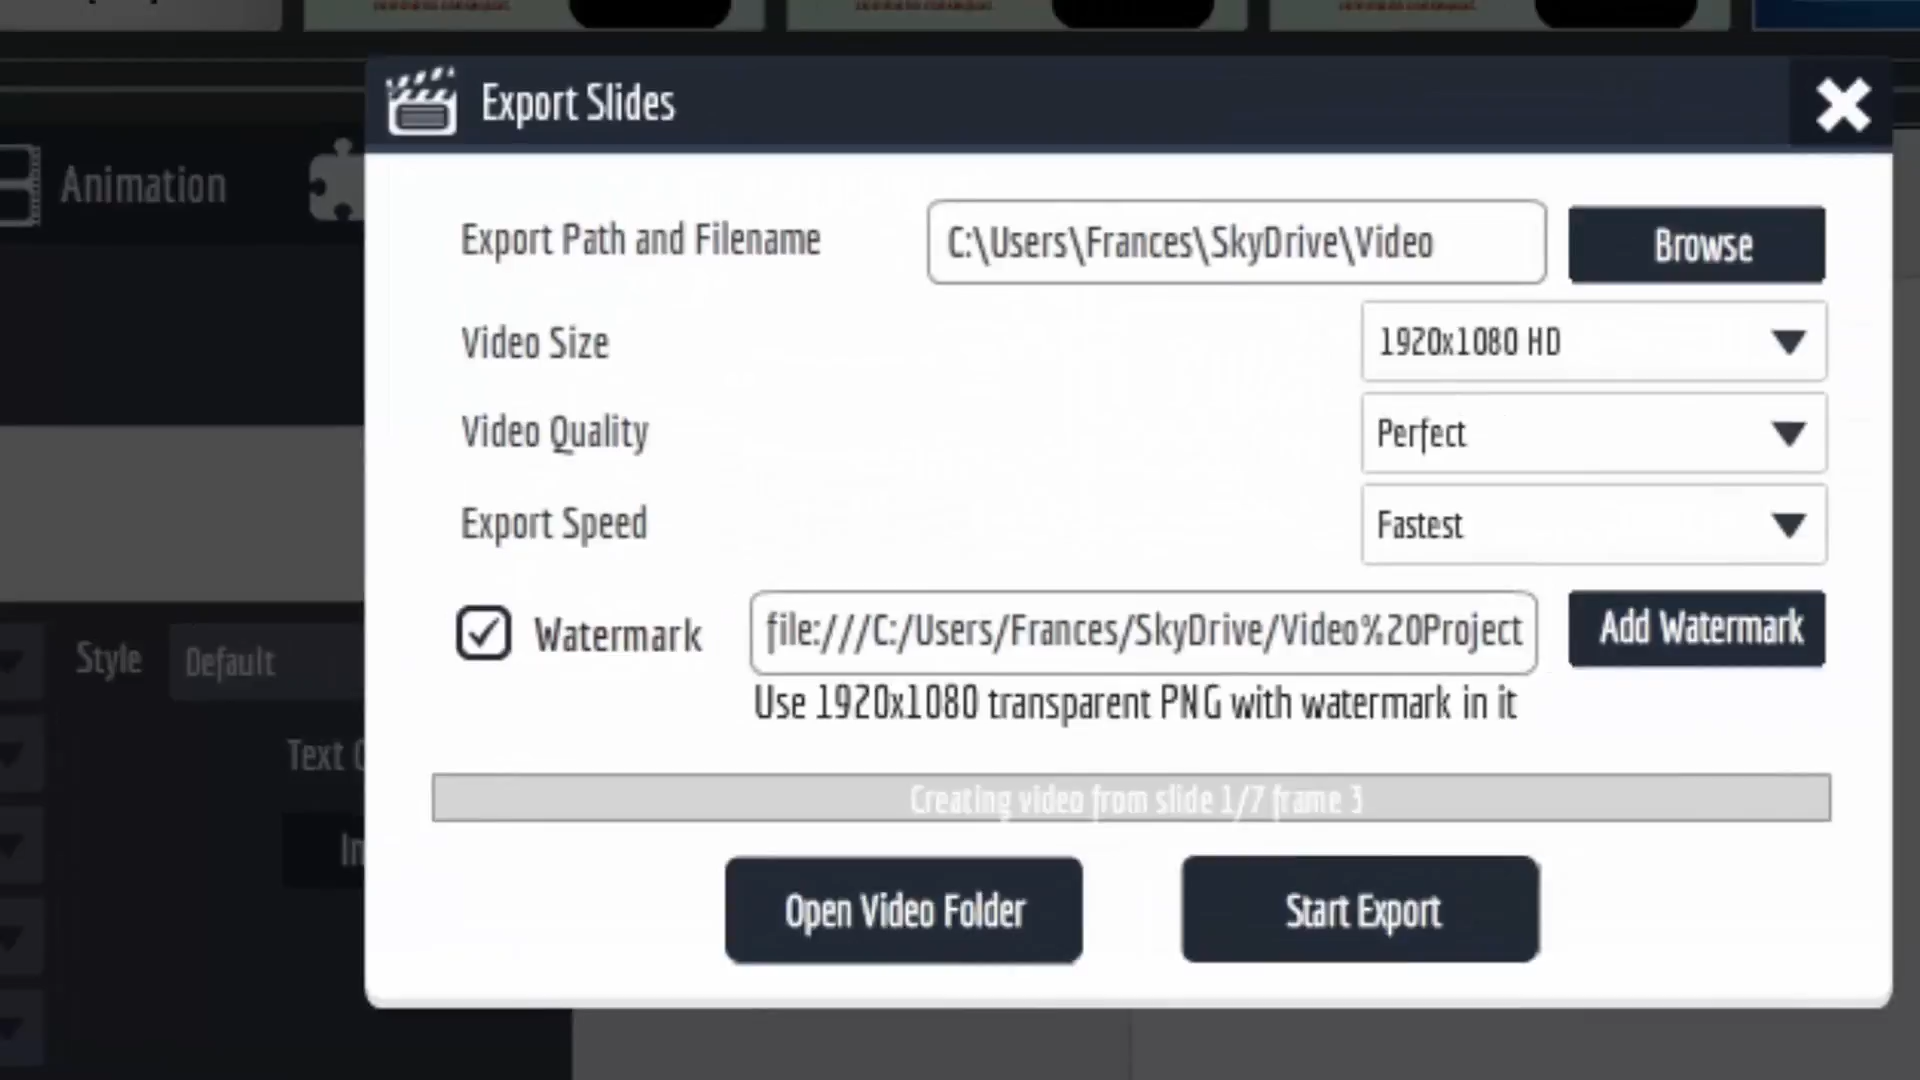 Export Slides
Animation
Export Path and Filename
C:\Users\Frances\SkyDrive\Video
Browse
Video Size
1920x1080 HD
Video Quality
Perfect
Export Speed
Fastest
Watermark
file:///C:/Users/Frances/SkyDrive/Video%20Project
Add Watermark
Use 1920x1080 transparent PNG with watermark in it
Style
Default
Text
Creating video from slide 1/7 frame 3
Open Video Folder
Start Export